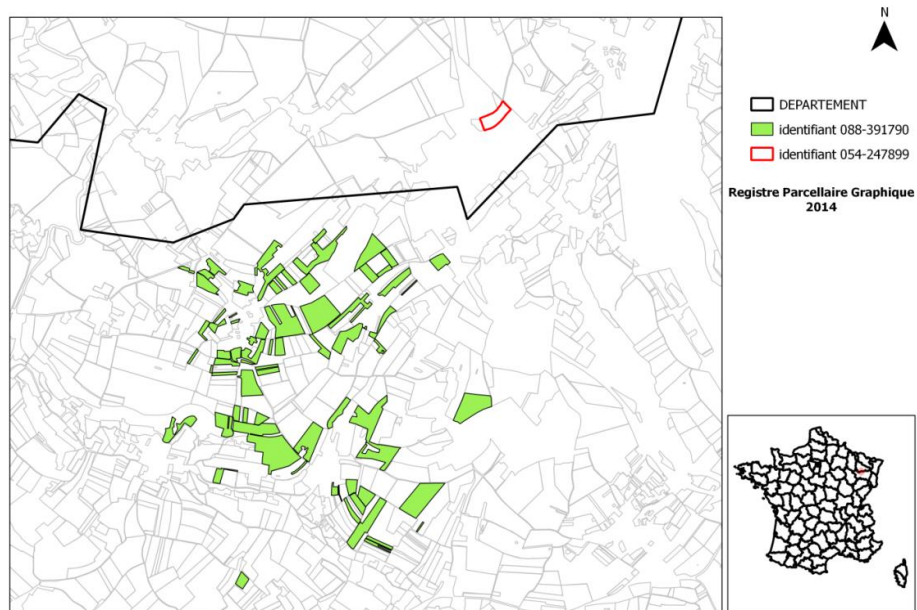 N
DEPARTEMENT
identifiant 088-391790
identifiant 054-247899
Registre Parcellaire Graphique
2014